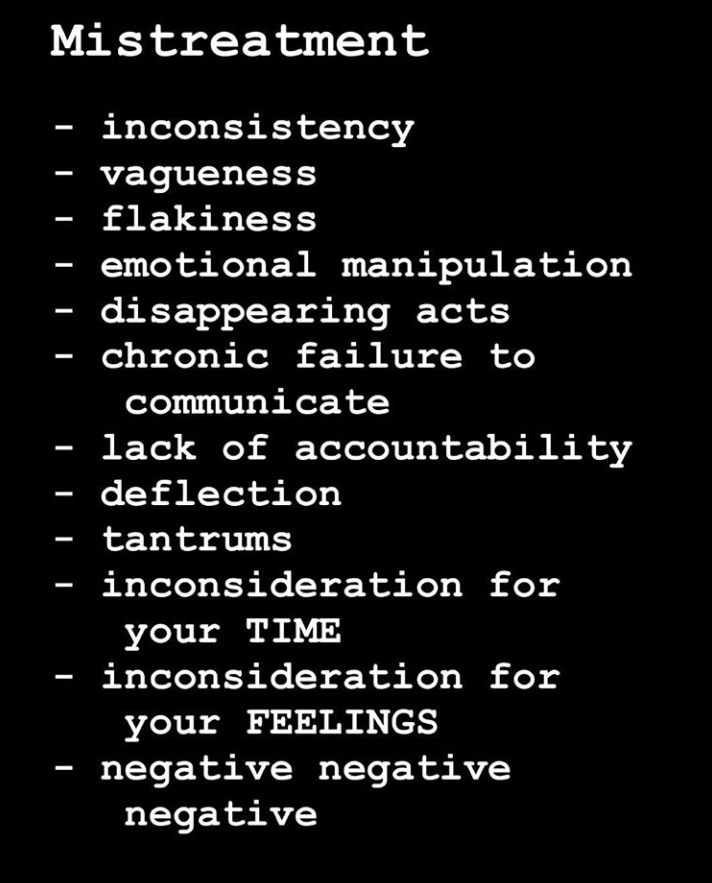 Mistreatment
- inconsistency
- vagueness
- flakiness
- emotional manipulation
- disappearing acts
- chronic failure to
communicate
- lack of accountability
- deflection
- tantrums
- inconsideration for
your TIME
- inconsideration for
your FEELINGS
- negative negative
negative